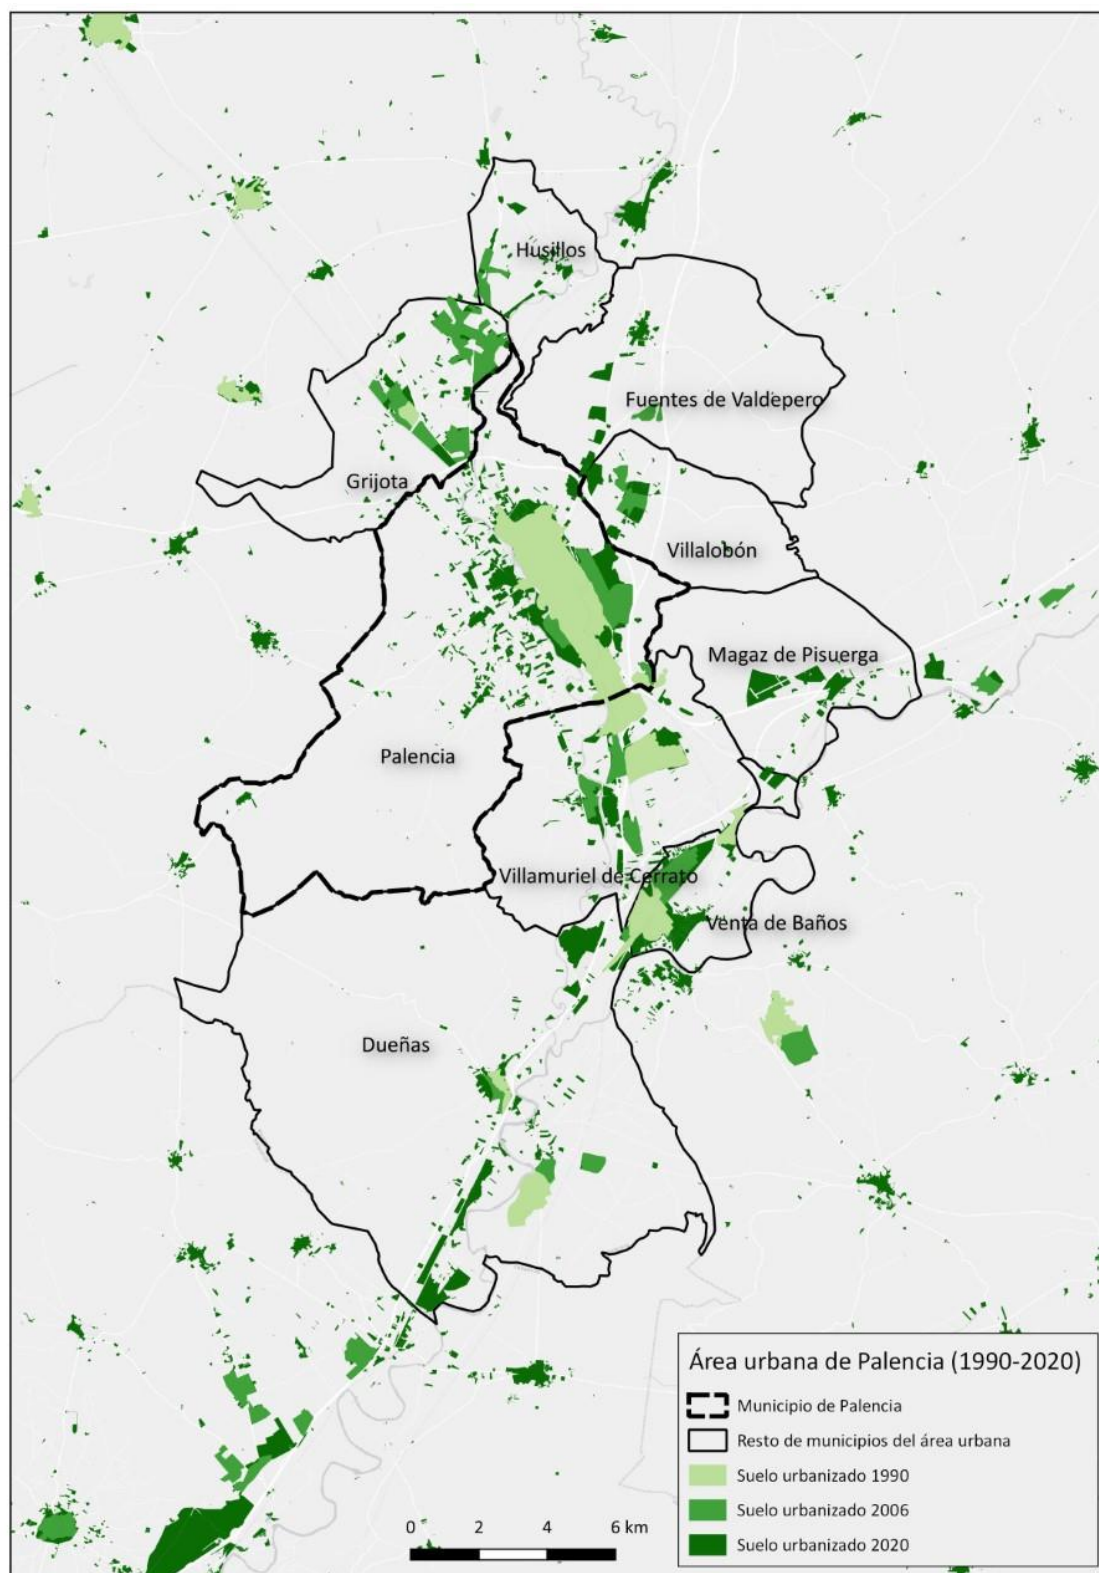 Husillos
Fuentes de Valdepero
Grijota
Villalobón
Magaz de Pisuerga
Palencia
Villamuriel de Cerrato
Venta de Baños
Dueñas
Área urbana de Palencia (1990-2020)
Municipio de Palencia
Resto de municipios del área urbana
Suelo urbanizado 1990
Suelo urbanizado 2006
Suelo urbanizado 2020
0 2 4 6 km